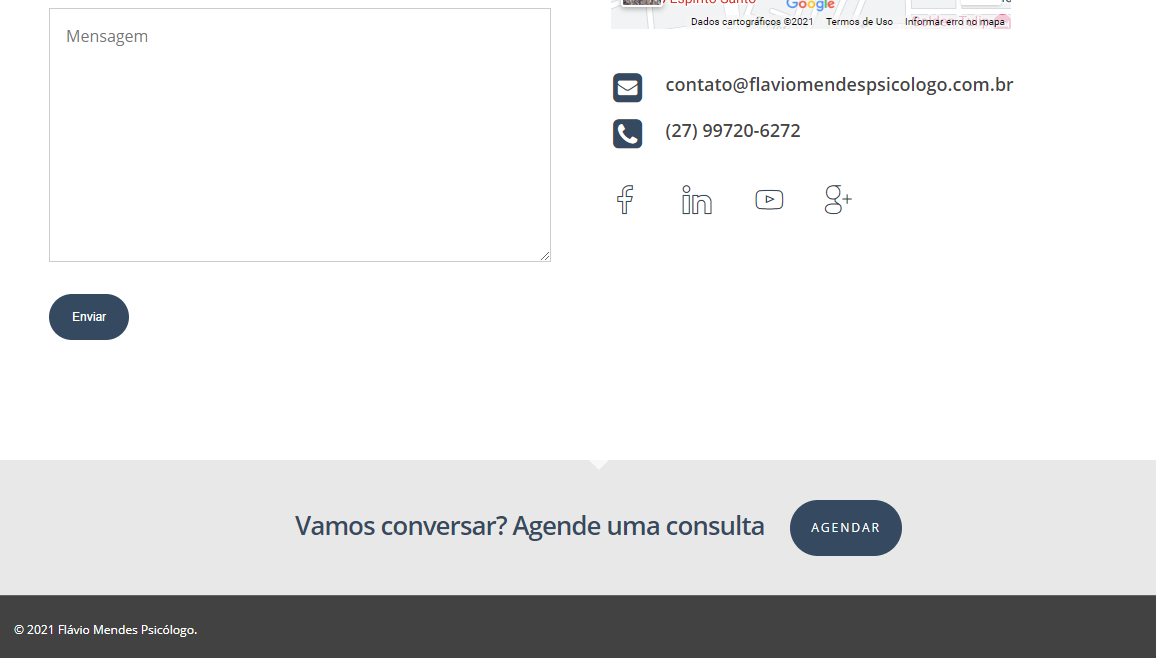 Mensagem
Enviar
Espírito Santo
Google
Dados cartográficos ©2021 Termos de Uso Informar erro no mapa
contato@flaviomendespsicologo.com.br
(27) 99720-6272
Vamos conversar? Agende uma consulta
AGENDAR
© 2021 Flávio Mendes Psicólogo.